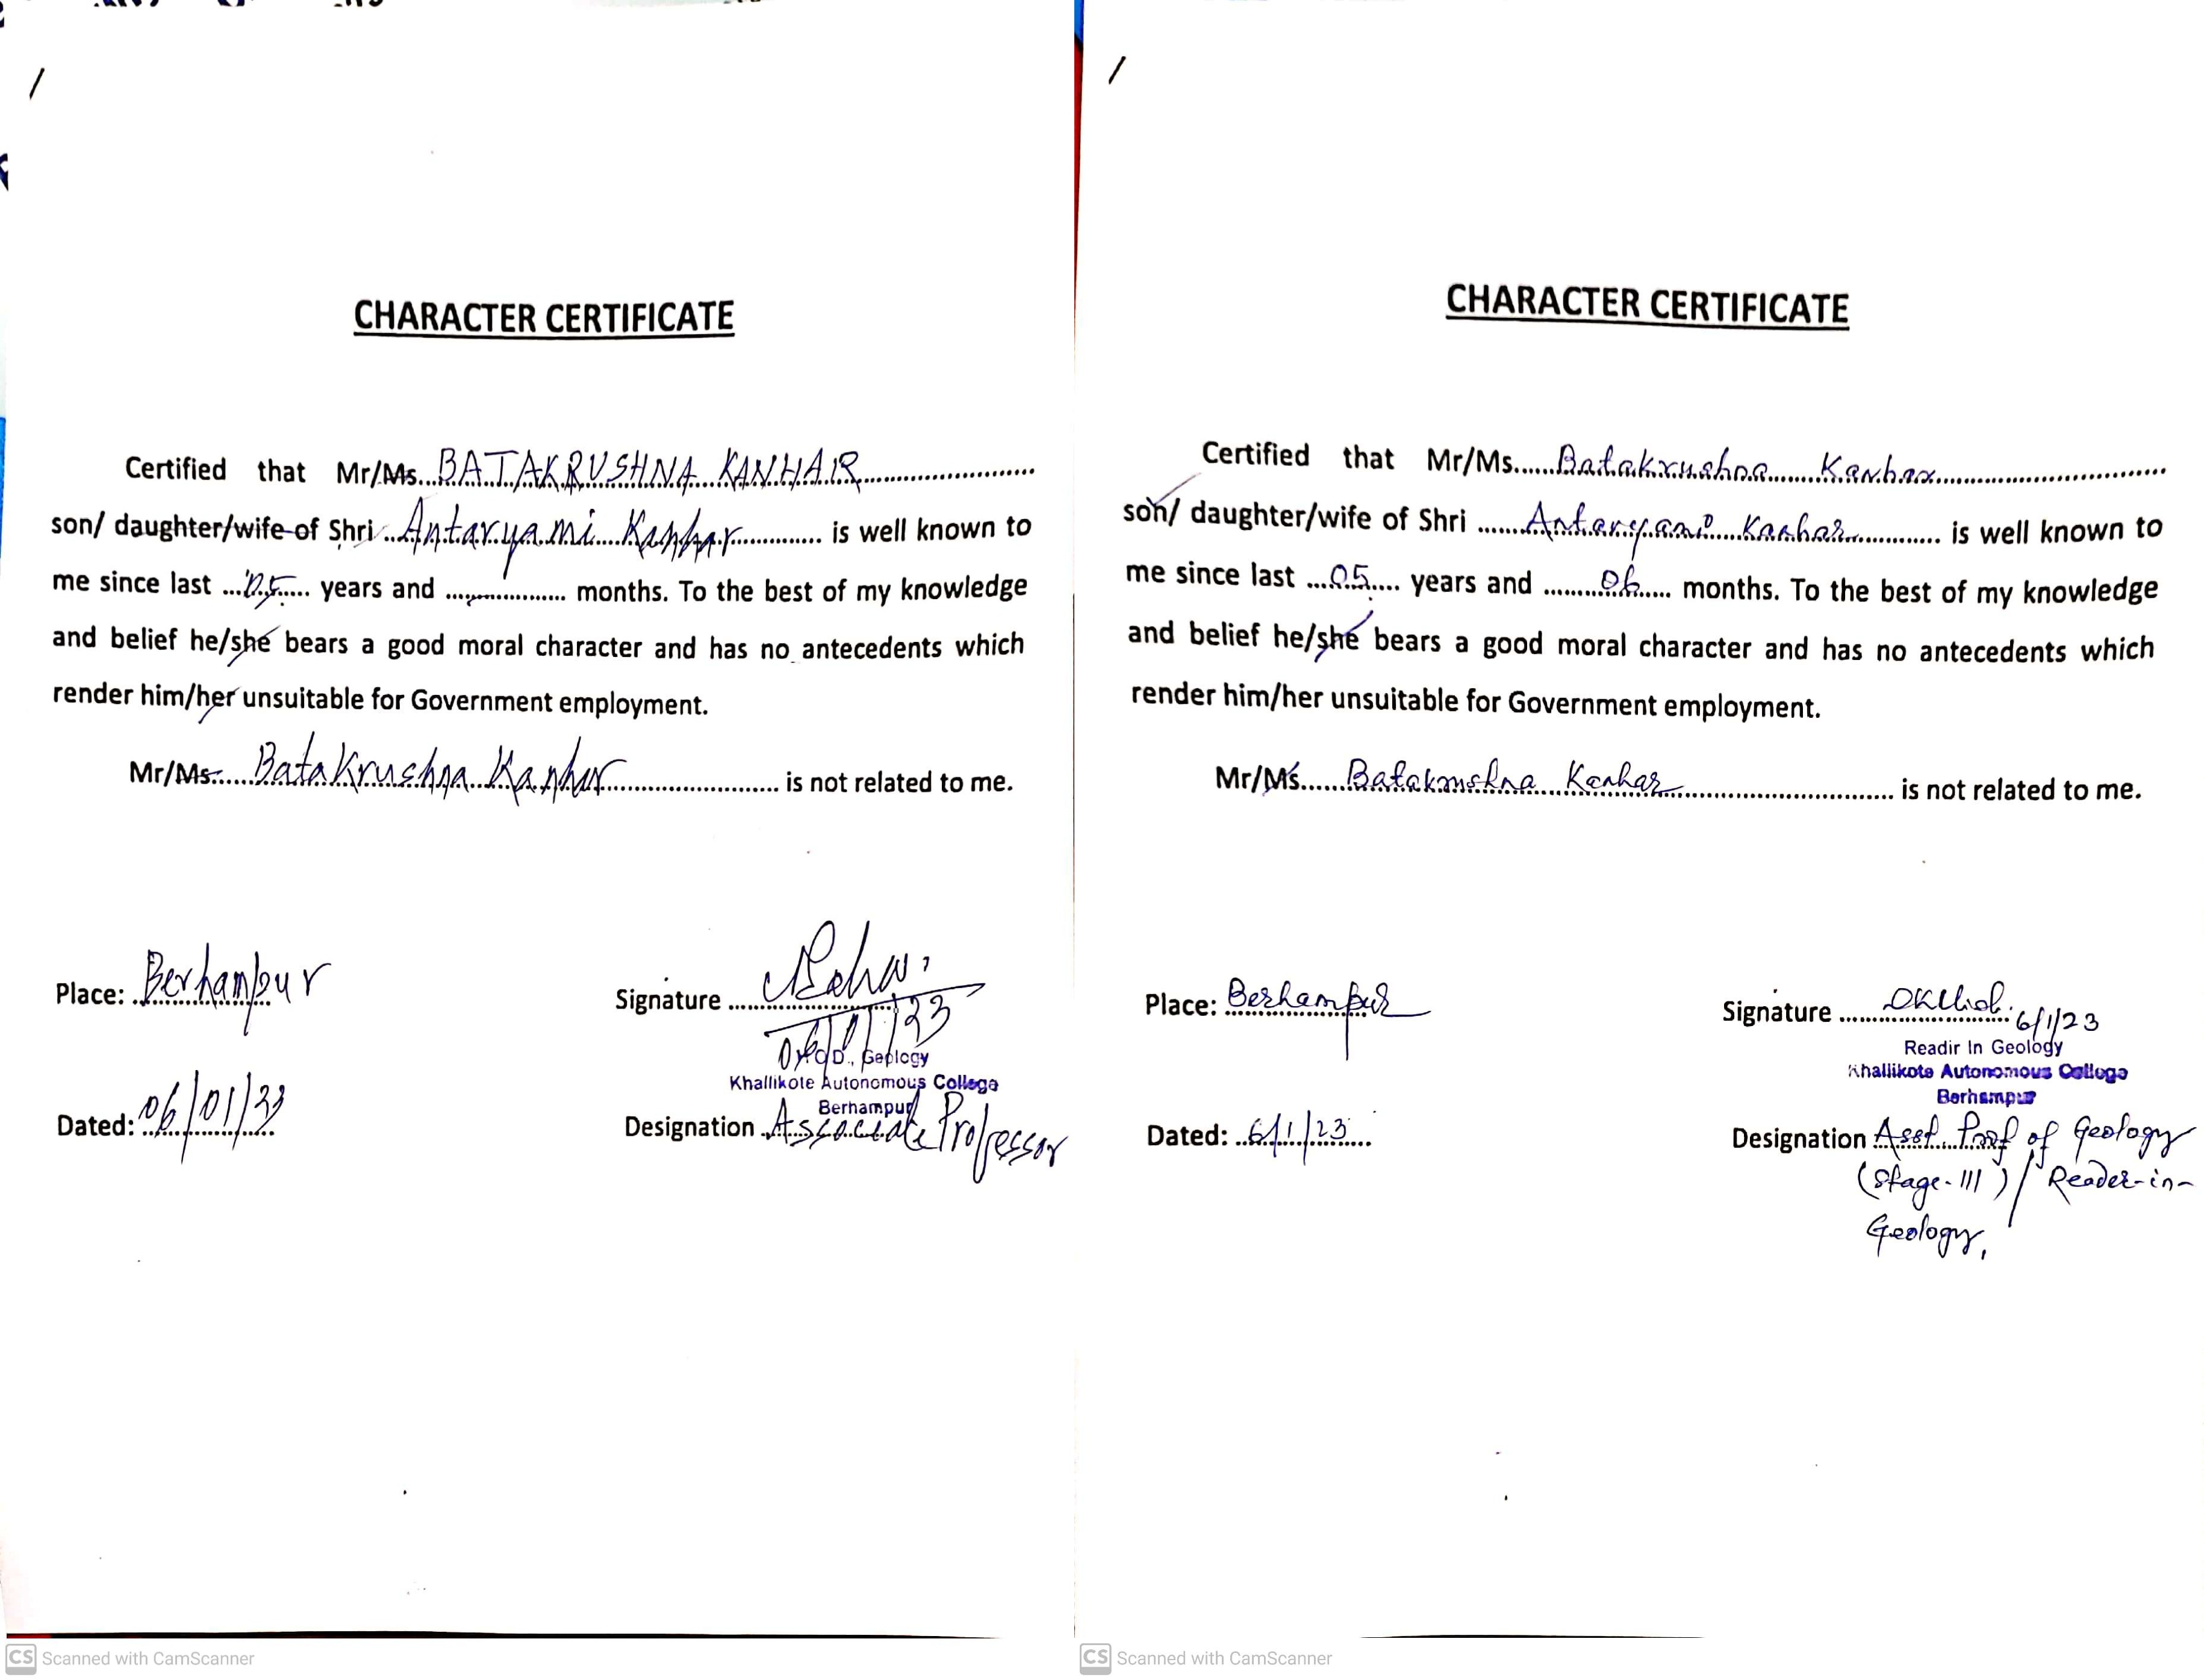 CHARACTER CERTIFICATE
Certified that Mr/Ms...BATAKRUSHNA KANHAR
son/ daughter/wife of Shri ..Antaryami Kanhar............ is well known to
me since last ...05..... years and .................. months. To the best of my knowledge
and belief he/she bears a good moral character and has no antecedents which
render him/her unsuitable for Government employment.
Mr/Ms......BataKrushna Kanhar........................ is not related to me.
Place: Berhampur
Signature
06/01/23
H.O.D., Geology
Khallikote Autonomous College
Berhampur
Dated: 06/01/23
Designation Associate Professor
CS Scanned with CamScanner
CHARACTER CERTIFICATE
Certified that Mr/Ms......Batakrushna Kanhar
son/ daughter/wife of Shri .......Antaryami Kanhar............. is well known to
me since last ....05..... years and ..........06...... months. To the best of my knowledge
and belief he/she bears a good moral character and has no antecedents which
render him/her unsuitable for Government employment.
Mr/Ms.......Batakrushna Kanhar................................ is not related to me.
Place: Berhampur
Signature
6/1/23
Readir In Geology
Khallikote Autonomous College
Berhampur
Dated: ..6/1/23....
Designation Asst. Prof of Geology
(Stage-III) / Reader-in-
Geology,
CS Scanned with CamScanner